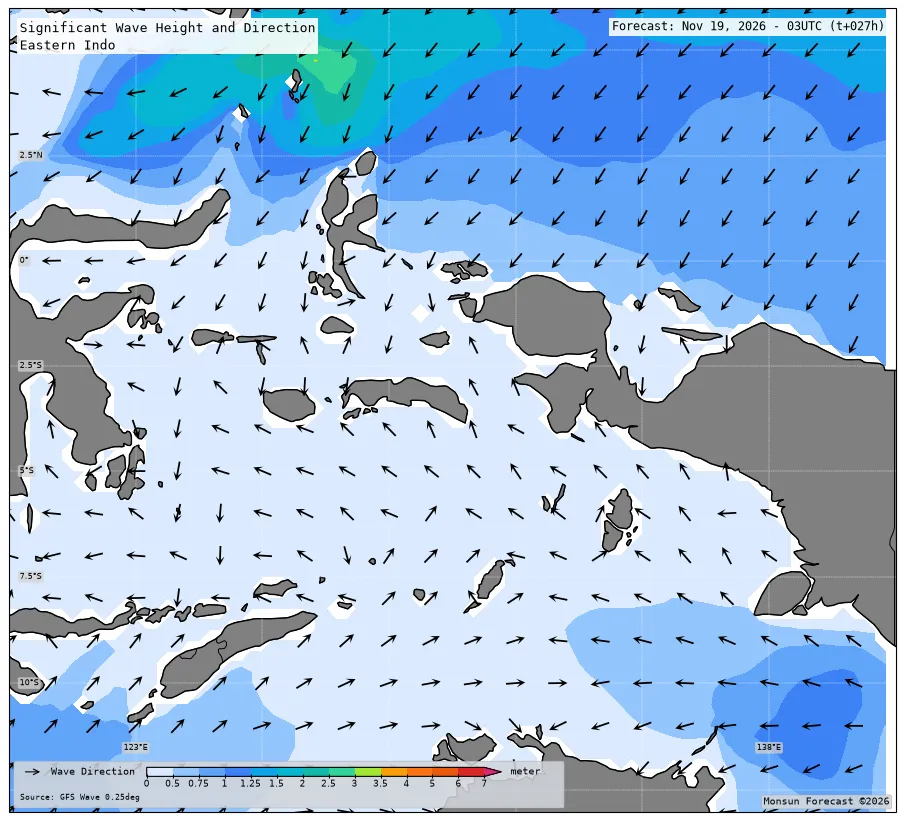 Significant Wave Height and Direction
Eastern Indo
Forecast: Nov 19, 2026 - 03UTC (t+027h)
2.5°N
0°
2.5°S
5°S
7.5°S
10°S
123°E
138°E
Wave Direction
meter
0 0.5 0.75 1 1.25 1.5 2 2.5 3 3.5 4 5 6 7
Source: GFS Wave 0.25deg
Monsun Forecast ©2026